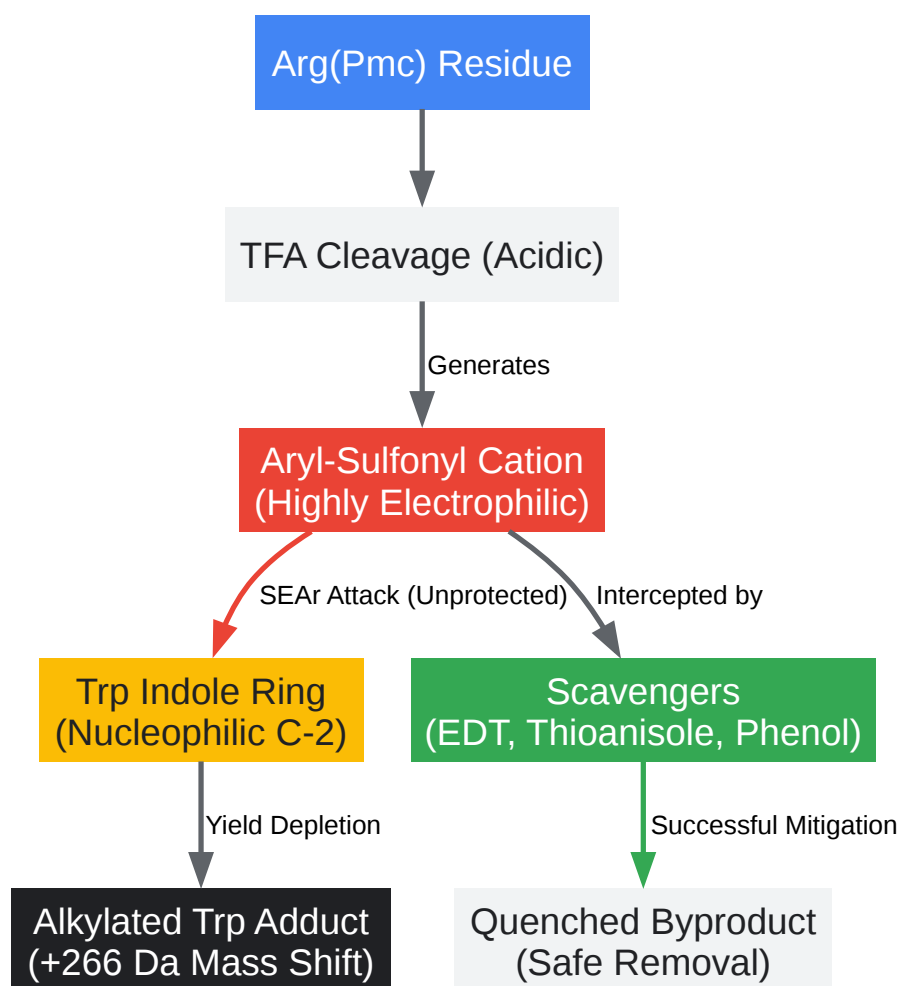 Arg(Pmc) Residue
TFA Cleavage (Acidic)
Generates
Aryl-Sulfonyl Cation
(Highly Electrophilic)
SEAr Attack (Unprotected)
Intercepted by
Trp Indole Ring
(Nucleophilic C-2)
Scavengers
(EDT, Thioanisole, Phenol)
Yield Depletion
Successful Mitigation
Alkylated Trp Adduct
(+266 Da Mass Shift)
Quenched Byproduct
(Safe Removal)